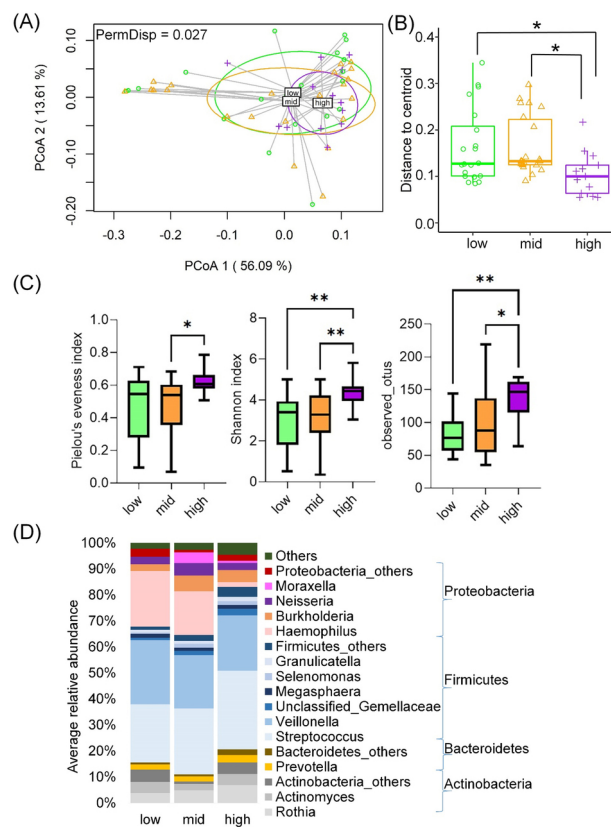 (A)
PermDisp = 0.027
PCoA 2 ( 13.61 %)
0.10
0.00
-0.10
-0.20
low
mid
high
-0.3
-0.2
-0.1
0.0
0.1
PCoA 1 ( 56.09 %)
(B)
Distance to centroid
0.4
0.3
0.2
0.1
0.0
*
*
low
mid
high
(C)
Pielou's eveness index
1.0
0.8
0.6
0.4
0.2
0.0
*
low
mid
high
Shannon index
8
6
4
2
0
**
**
low
mid
high
observed_otus
250
200
150
100
50
0
**
*
low
mid
high
(D)
Average relative abundance
100%
90%
80%
70%
60%
50%
40%
30%
20%
10%
0%
low
mid
high
Others
Proteobacteria_others
Moraxella
Neisseria
Burkholderia
Haemophilus
Firmicutes_others
Granulicatella
Selenomonas
Megasphaera
Unclassified_Gemellaceae
Veillonella
Streptococcus
Bacteroidetes_others
Prevotella
Actinobacteria_others
Actinomyces
Rothia
Proteobacteria
Firmicutes
Bacteroidetes
Actinobacteria